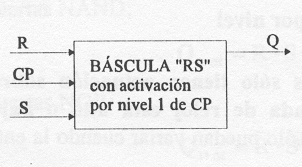 R
Q
CP
S
BÁSCULA "RS"
con activación
por nivel 1 de CP